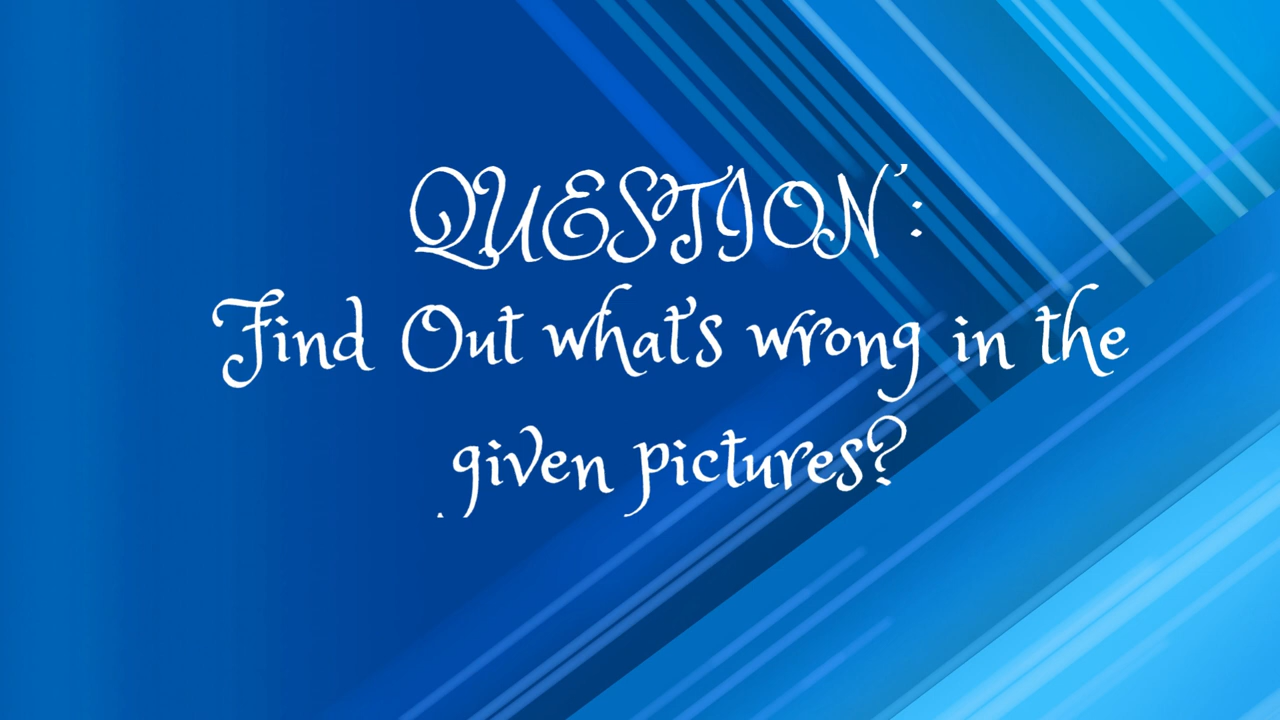 QUESTION :
Find Out what's wrong in the
given pictures?